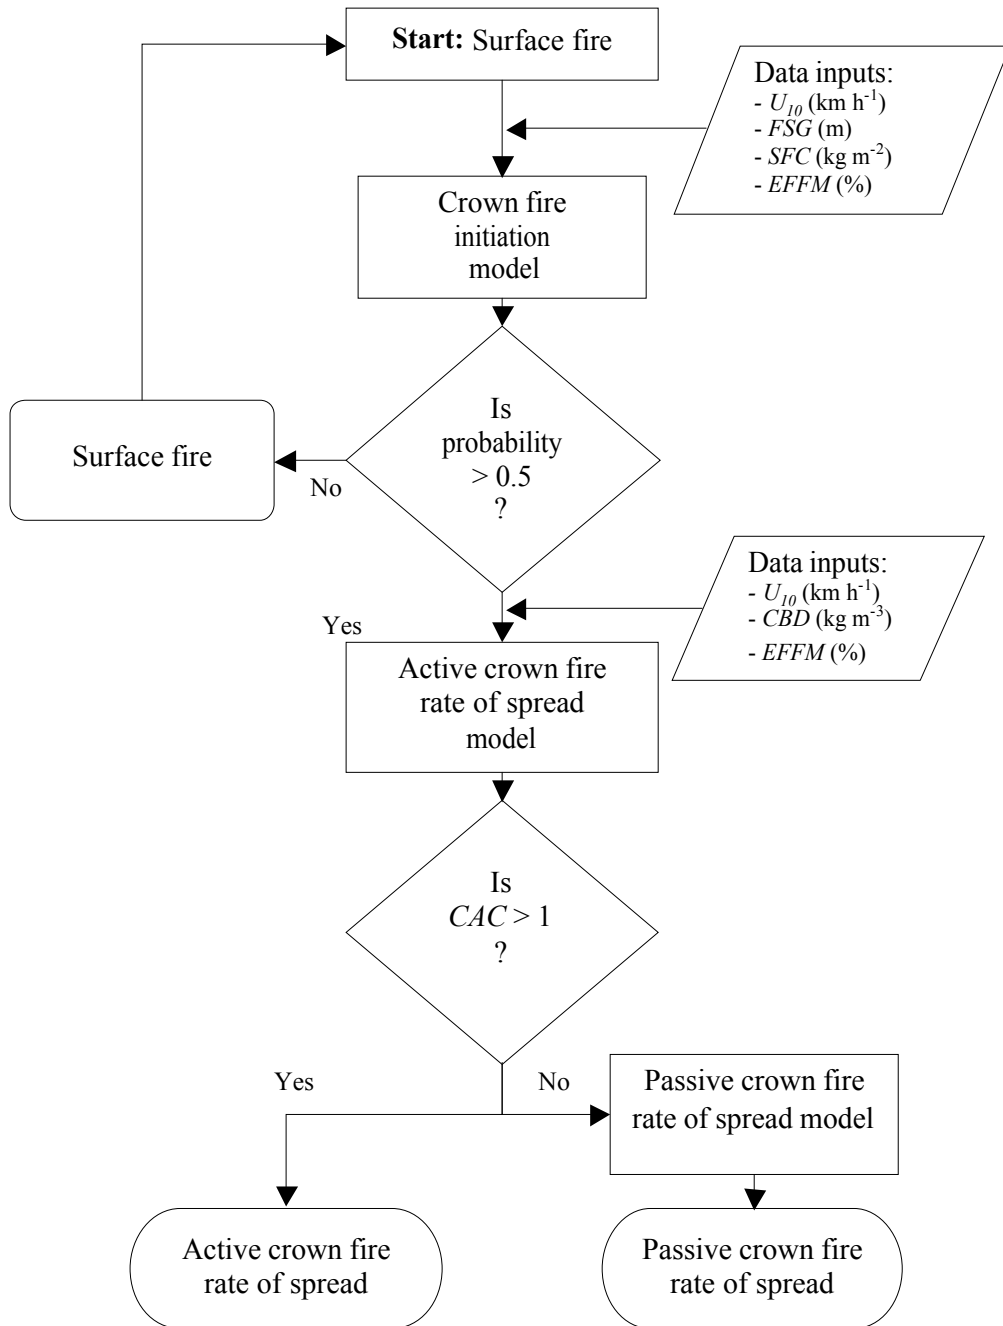 Start: Surface fire
Data inputs:
- U10 (km h-1)
- FSG (m)
- SFC (kg m-2)
- EFFM (%)
Crown fire
initiation
model
Is
probability
> 0.5
?
Surface fire
No
Data inputs:
- U10 (km h-1)
- CBD (kg m-3)
- EFFM (%)
Yes
Active crown fire
rate of spread
model
Is
CAC > 1
?
Yes
No
Passive crown fire
rate of spread model
Active crown fire
rate of spread
Passive crown fire
rate of spread